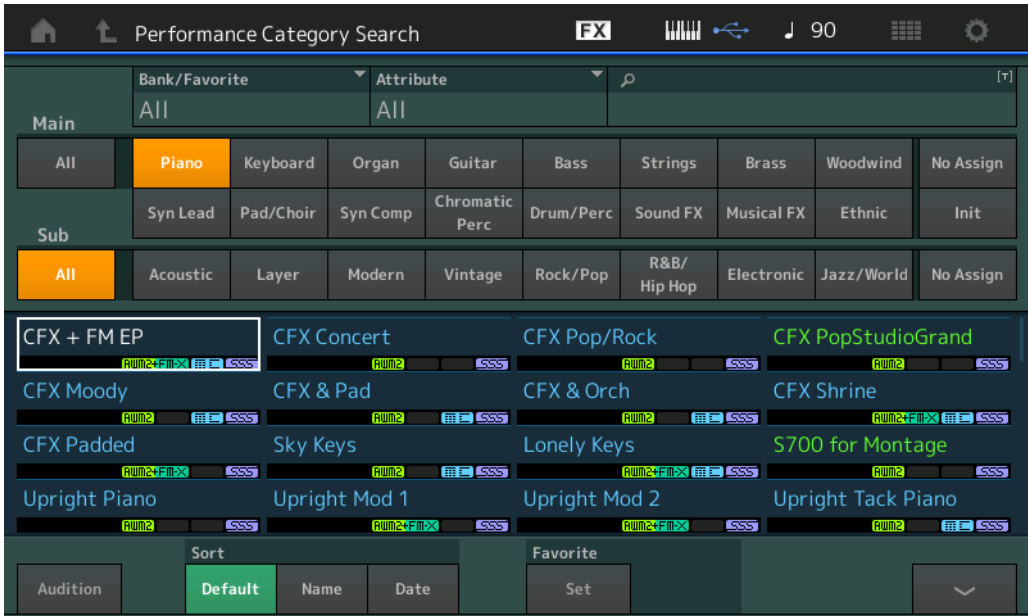 Performance Category Search FX 90
Bank/Favorite Attribute [T]
All All
Main
All Piano Keyboard Organ Guitar Bass Strings Brass Woodwind No Assign
Syn Lead Pad/Choir Syn Comp Chromatic Perc Drum/Perc Sound FX Musical FX Ethnic Init
Sub
All Acoustic Layer Modern Vintage Rock/Pop R&B/ Hip Hop Electronic Jazz/World No Assign
CFX + FM EP CFX Concert CFX Pop/Rock CFX PopStudioGrand
AWM2+FM-X SSS AWM2 SSS AWM2 SSS AWM2 SSS
CFX Moody CFX & Pad CFX & Orch CFX Shrine
AWM2 SSS AWM2 SSS AWM2 SSS AWM2+FM-X SSS
CFX Padded Sky Keys Lonely Keys S700 for Montage
AWM2+FM-X SSS AWM2 SSS AWM2+FM-X SSS AWM2 SSS
Upright Piano Upright Mod 1 Upright Mod 2 Upright Tack Piano
AWM2 SSS AWM2+FM-X SSS AWM2+FM-X SSS AWM2 SSS
Sort Favorite
Audition Default Name Date Set